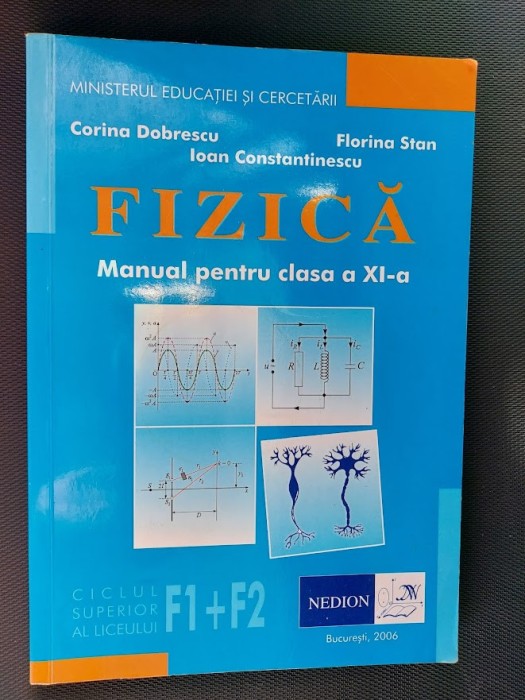 MINISTERUL EDUCAȚIEI ȘI CERCETĂRII
Corina Dobrescu
Florina Stan
Ioan Constantinescu
FIZICĂ
Manual pentru clasa a XI-a
u
R
L
C
D
CICLUL
SUPERIOR
AL LICEULUI
F1+F2
NEDION
București, 2006